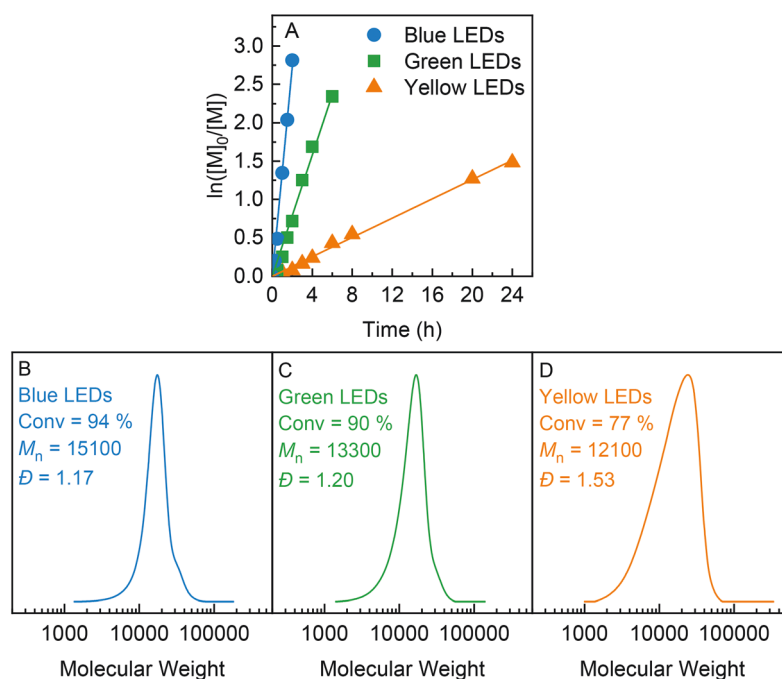 A
Blue LEDs
Green LEDs
Yellow LEDs
ln([M]₀/[M])
3.0
2.5
2.0
1.5
1.0
0.5
0.0
0 4 8 12 16 20 24
Time (h)
B
Blue LEDs
Conv = 94 %
Mₙ = 15100
Đ = 1.17
1000 10000 100000
Molecular Weight
C
Green LEDs
Conv = 90 %
Mₙ = 13300
Đ = 1.20
1000 10000 100000
Molecular Weight
D
Yellow LEDs
Conv = 77 %
Mₙ = 12100
Đ = 1.53
1000 10000 100000
Molecular Weight